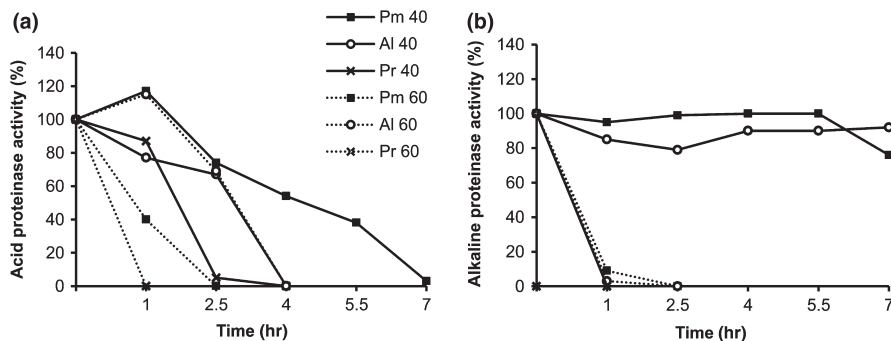 (a)
Acid proteinase activity (%)
140
120
100
80
60
40
20
0
1 2.5 4 5.5 7
Time (hr)
Pm 40
Al 40
Pr 40
Pm 60
Al 60
Pr 60
(b)
Alkaline proteinase activity (%)
140
120
100
80
60
40
20
0
1 2.5 4 5.5 7
Time (hr)